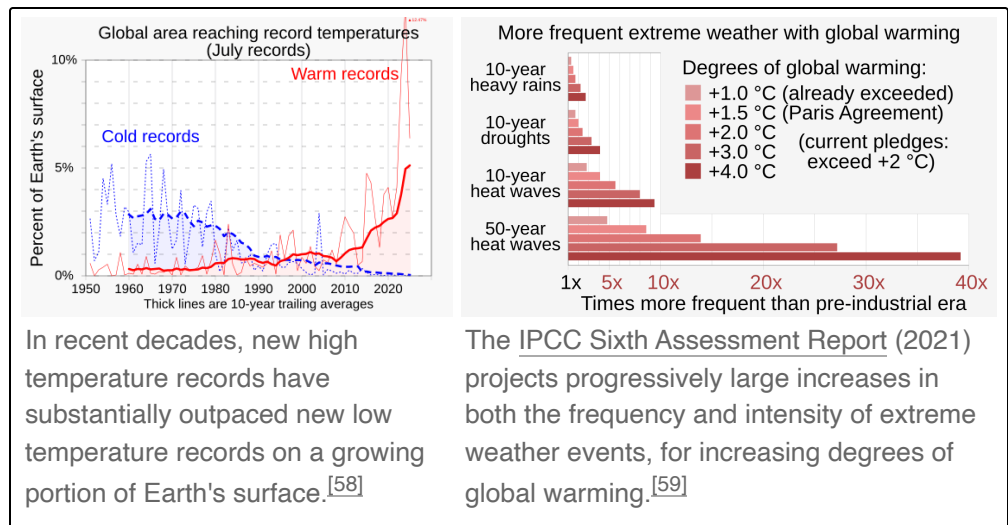 Global area reaching record temperatures
(July records)
10%
Warm records
Cold records
5%
0%
Percent of Earth's surface
1950 1960 1970 1980 1990 2000 2010 2020
Thick lines are 10-year trailing averages
In recent decades, new high
temperature records have
substantially outpaced new low
temperature records on a growing
portion of Earth's surface.[58]
More frequent extreme weather with global warming
10-year
heavy rains
10-year
droughts
10-year
heat waves
50-year
heat waves
Degrees of global warming:
+1.0 °C (already exceeded)
+1.5 °C (Paris Agreement)
+2.0 °C
+3.0 °C
+4.0 °C
(current pledges:
exceed +2 °C)
1x 5x 10x 20x 30x 40x
Times more frequent than pre-industrial era
The IPCC Sixth Assessment Report (2021)
projects progressively large increases in
both the frequency and intensity of extreme
weather events, for increasing degrees of
global warming.[59]